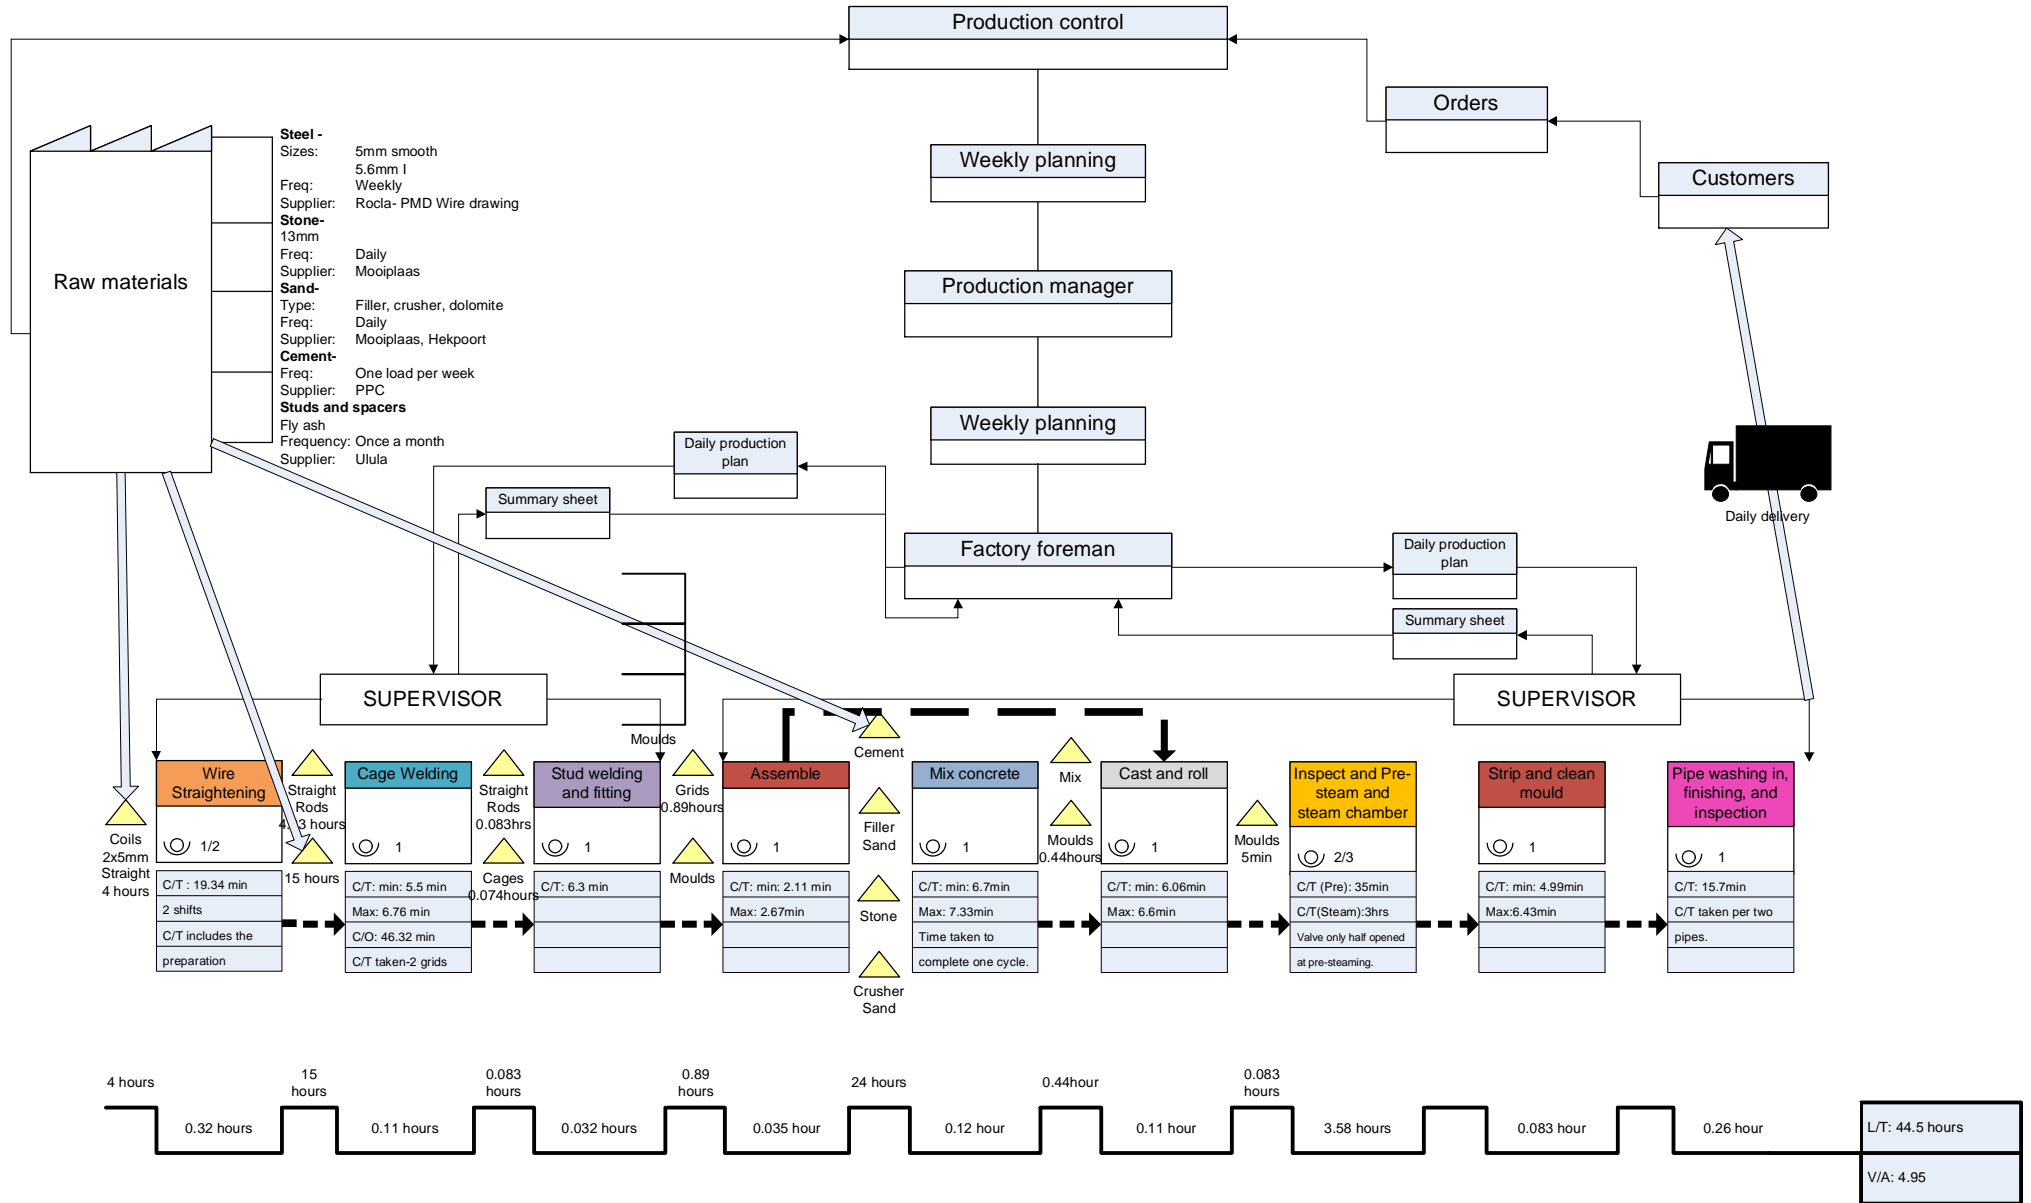 Production control
Orders
Customers
Weekly planning
Production manager
Weekly planning
Factory foreman
Raw materials
Steel -
Sizes: 5mm smooth
5.6mm I
Freq: Weekly
Supplier: Rocla- PMD Wire drawing
Stone-
13mm
Freq: Daily
Supplier: Mooiplaas
Sand-
Type: Filler, crusher, dolomite
Freq: Daily
Supplier: Mooiplaas, Hekpoort
Cement-
Freq: One load per week
Supplier: PPC
Studs and spacers
Fly ash
Frequency: Once a month
Supplier: Ulula
Daily production
plan
Summary sheet
Daily production
plan
Summary sheet
Daily delivery
SUPERVISOR
SUPERVISOR
Moulds
Coils
2x5mm
Straight
4 hours
Wire
Straightening
1/2
C/T : 19.34 min
2 shifts
C/T includes the
preparation
Straight
Rods
hours
15 hours
Cage Welding
1
C/T: min: 5.5 min
Max: 6.76 min
C/O: 46.32 min
C/T taken-2 grids
Straight
Rods
0.083hrs
Cages
0.074hours
Stud welding
and fitting
1
C/T: 6.3 min
Grids
0.89hours
Moulds
Assemble
1
C/T: min: 2.11 min
Max: 2.67min
Cement
Filler
Sand
Stone
Crusher
Sand
Mix concrete
1
C/T: min: 6.7min
Max: 7.33min
Time taken to
complete one cycle.
Mix
Moulds
0.44hours
Cast and roll
1
C/T: min: 6.06min
Max: 6.6min
Moulds
5min
Inspect and Pre-
steam and
steam chamber
2/3
C/T (Pre): 35min
C/T(Steam):3hrs
Valve only half opened
at pre-steaming.
Strip and clean
mould
1
C/T: min: 4.99min
Max:6.43min
Pipe washing in,
finishing, and
inspection
1
C/T: 15.7min
C/T taken per two
pipes.
4 hours
0.32 hours
15
hours
0.11 hours
0.083
hours
0.032 hours
0.89
hours
0.035 hour
24 hours
0.12 hour
0.44hour
0.11 hour
0.083
hours
3.58 hours
0.083 hour
0.26 hour
L/T: 44.5 hours
V/A: 4.95